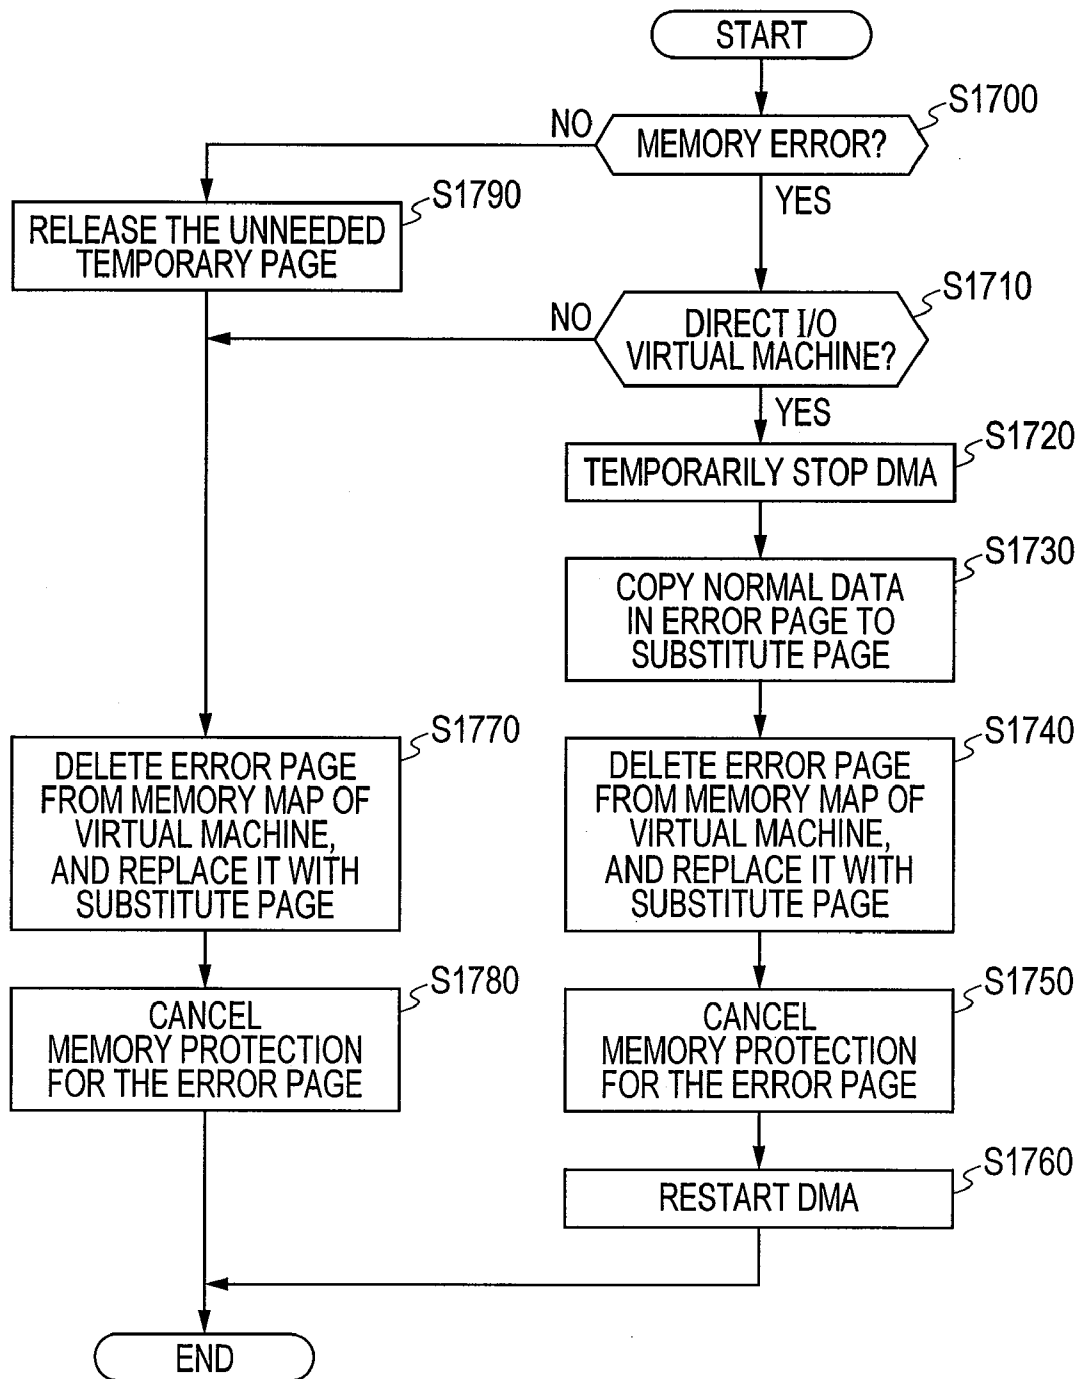 START
S1700
MEMORY ERROR?
NO
YES
S1790
RELEASE THE UNNEEDED
TEMPORARY PAGE
S1710
DIRECT I/O
VIRTUAL MACHINE?
NO
YES
S1720
TEMPORARILY STOP DMA
S1730
COPY NORMAL DATA
IN ERROR PAGE TO
SUBSTITUTE PAGE
S1770
DELETE ERROR PAGE
FROM MEMORY MAP OF
VIRTUAL MACHINE,
AND REPLACE IT WITH
SUBSTITUTE PAGE
S1740
DELETE ERROR PAGE
FROM MEMORY MAP OF
VIRTUAL MACHINE,
AND REPLACE IT WITH
SUBSTITUTE PAGE
S1780
CANCEL
MEMORY PROTECTION
FOR THE ERROR PAGE
S1750
CANCEL
MEMORY PROTECTION
FOR THE ERROR PAGE
S1760
RESTART DMA
END